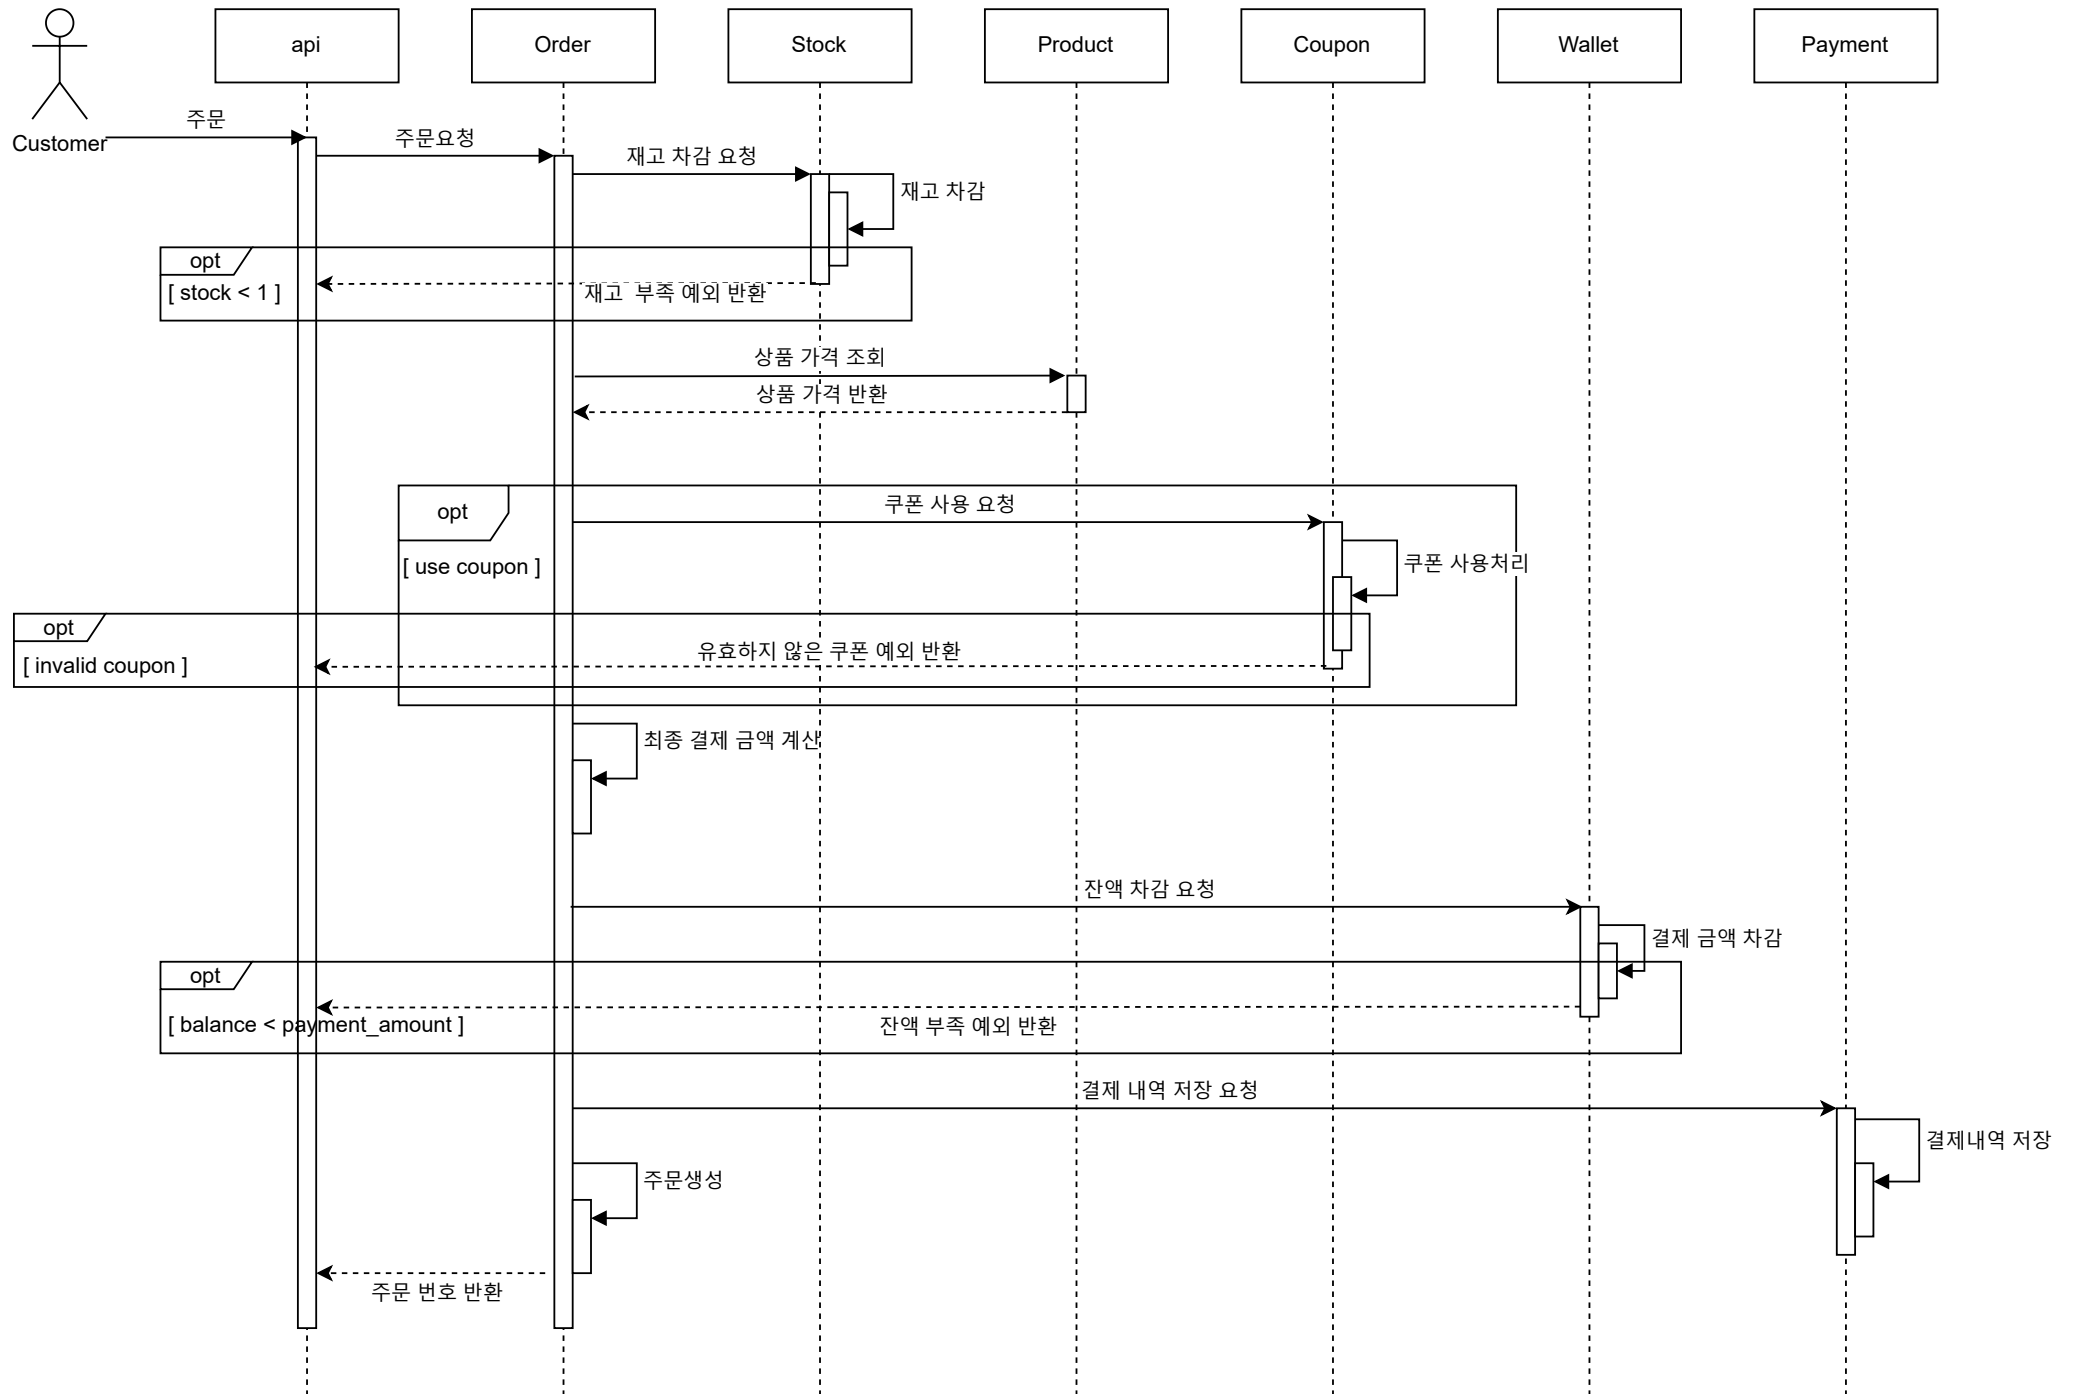 api
Order
Stock
Product
Coupon
Wallet
Payment
Customer
주문
주문요청
재고 차감 요청
재고 차감
opt
[ stock < 1 ]
재고  부족 예외 반환
상품 가격 조회
상품 가격 반환
opt
쿠폰 사용 요청
[ use coupon ]
쿠폰 사용처리
opt
유효하지 않은 쿠폰 예외 반환
[ invalid coupon ]
최종 결제 금액 계산
잔액 차감 요청
결제 금액 차감
opt
[ balance < payment_amount ]
잔액 부족 예외 반환
결제 내역 저장 요청
결제내역 저장
주문생성
주문 번호 반환